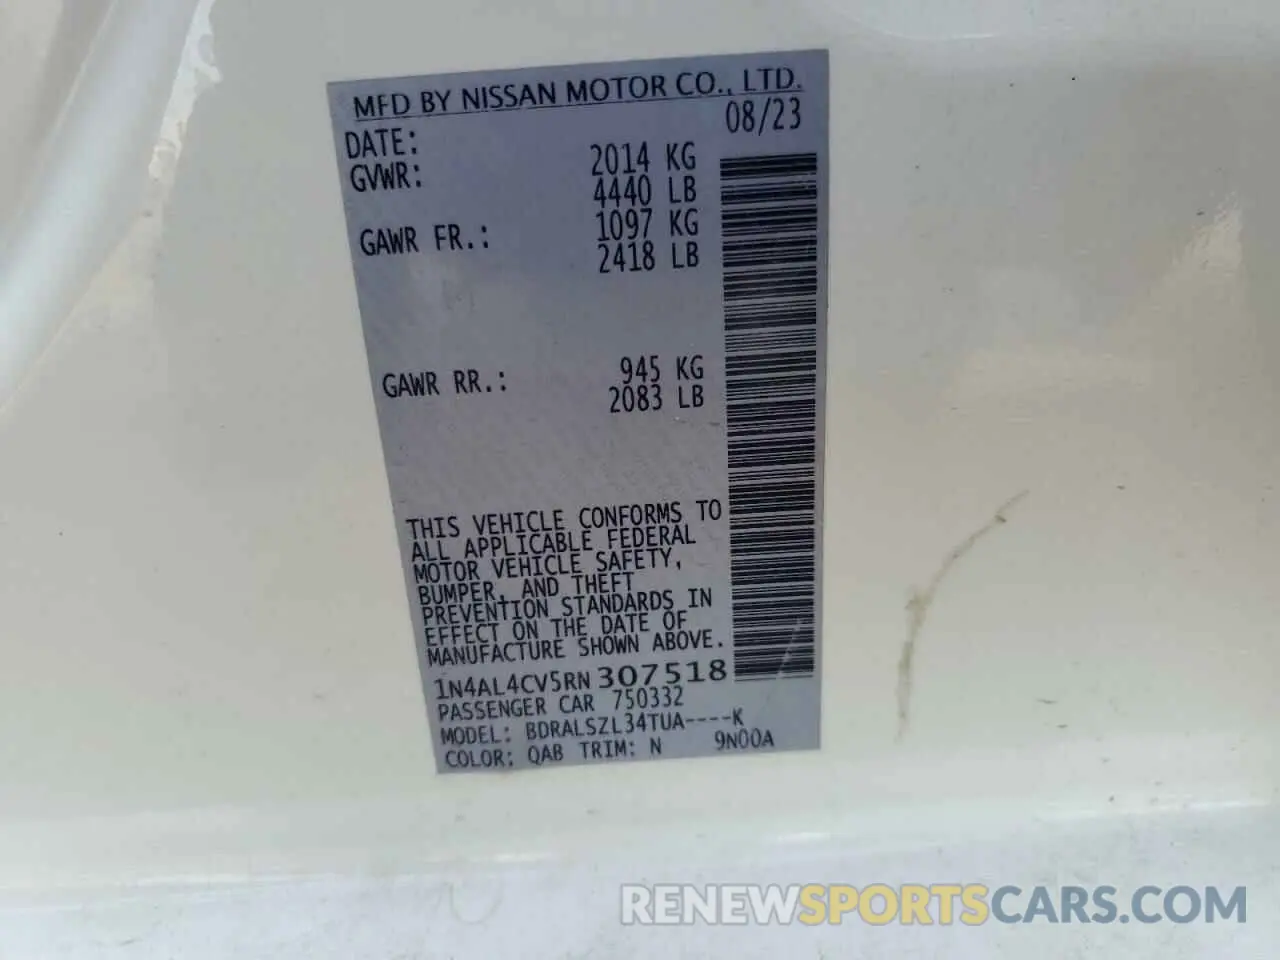 MFD BY NISSAN MOTOR CO., LTD.
DATE: 08/23
GVWR: 2014 KG
4440 LB
GAWR FR.: 1097 KG
2418 LB
GAWR RR.: 945 KG
2083 LB
THIS VEHICLE CONFORMS TO
ALL APPLICABLE FEDERAL
MOTOR VEHICLE SAFETY,
BUMPER, AND THEFT
PREVENTION STANDARDS IN
EFFECT ON THE DATE OF
MANUFACTURE SHOWN ABOVE.
1N4AL4CV5RN307518
PASSENGER CAR 750332
MODEL: BDRALSZL34TUA----K
COLOR: QAB TRIM: N 9N00A
RENEWSPORTSCARS.COM